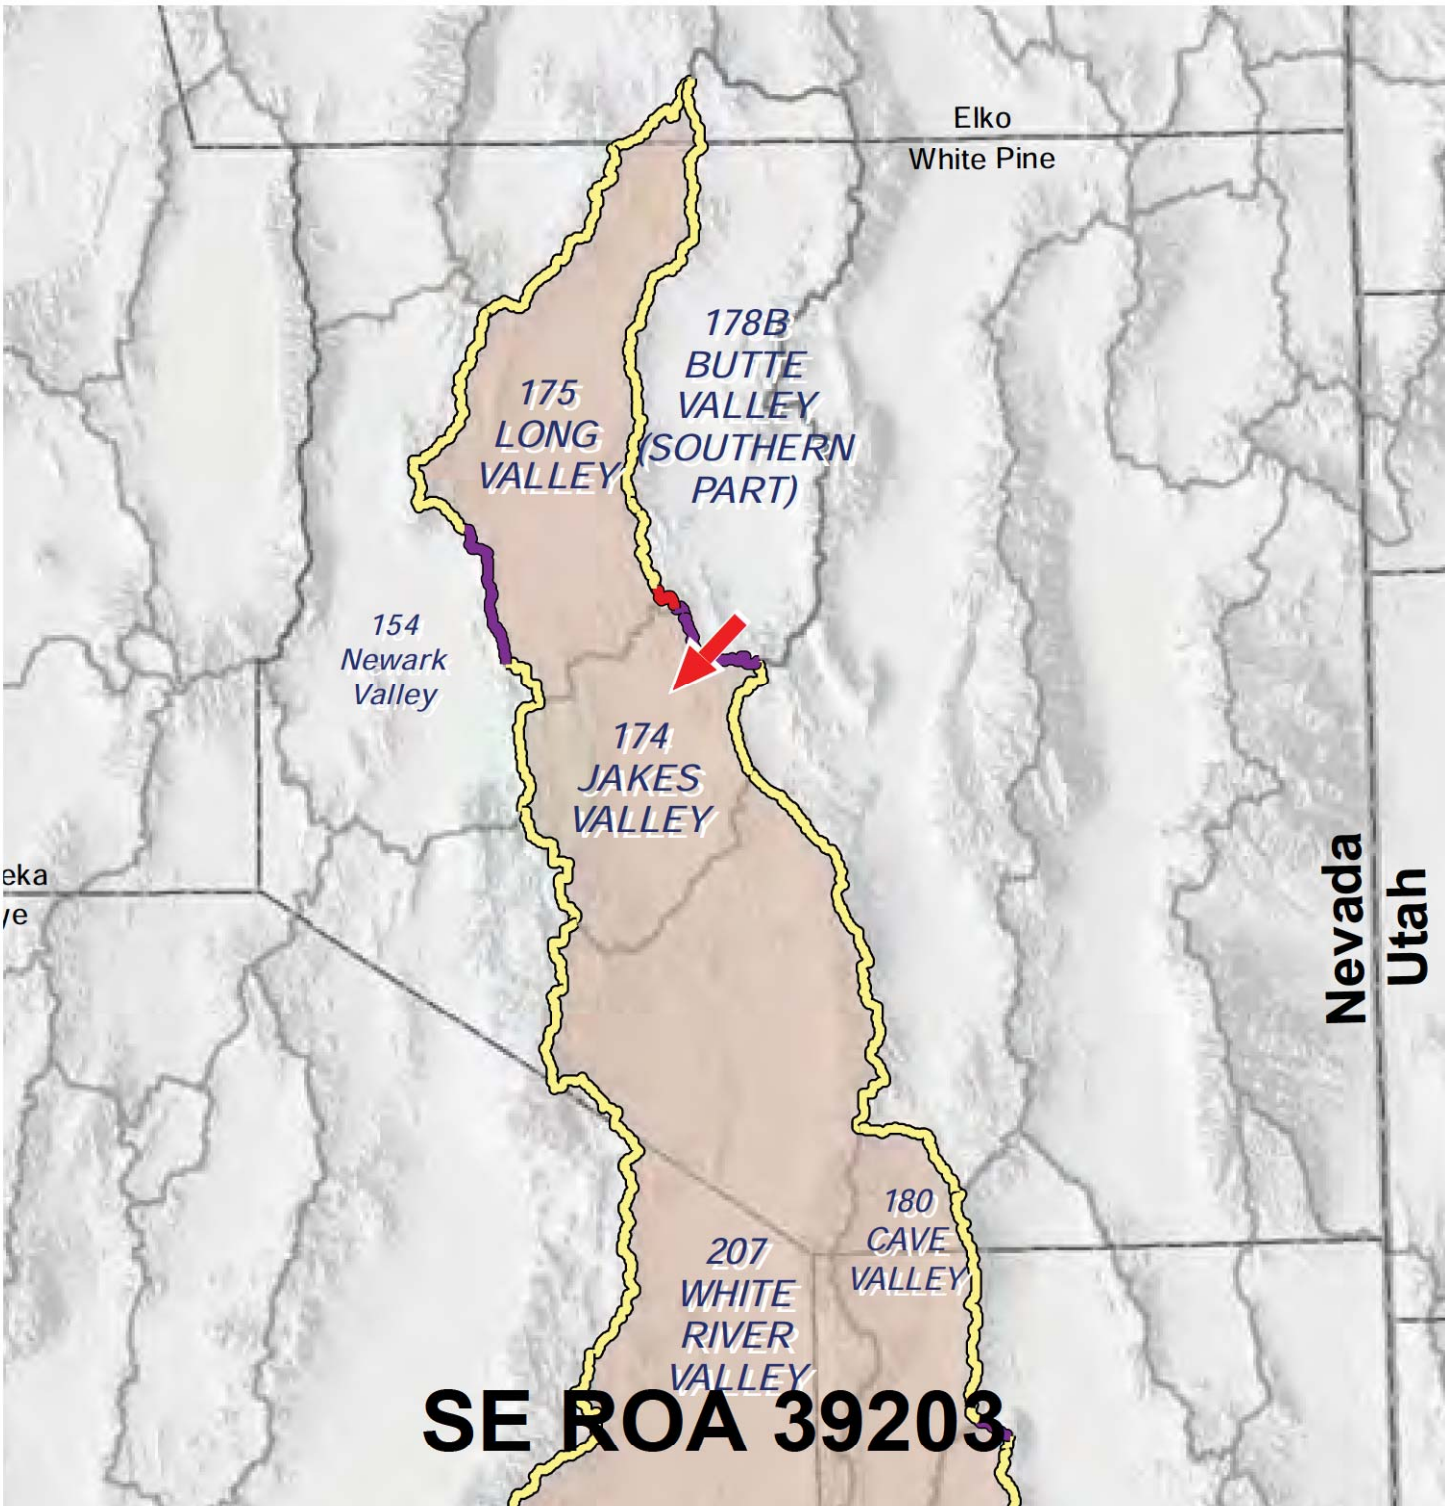 Elko
White Pine
178B
BUTTE
VALLEY
(SOUTHERN
PART)
175
LONG
VALLEY
154
Newark
Valley
174
JAKES
VALLEY
eka
ye
Nevada
Utah
180
CAVE
VALLEY
207
WHITE
RIVER
VALLEY
SE ROA 39203